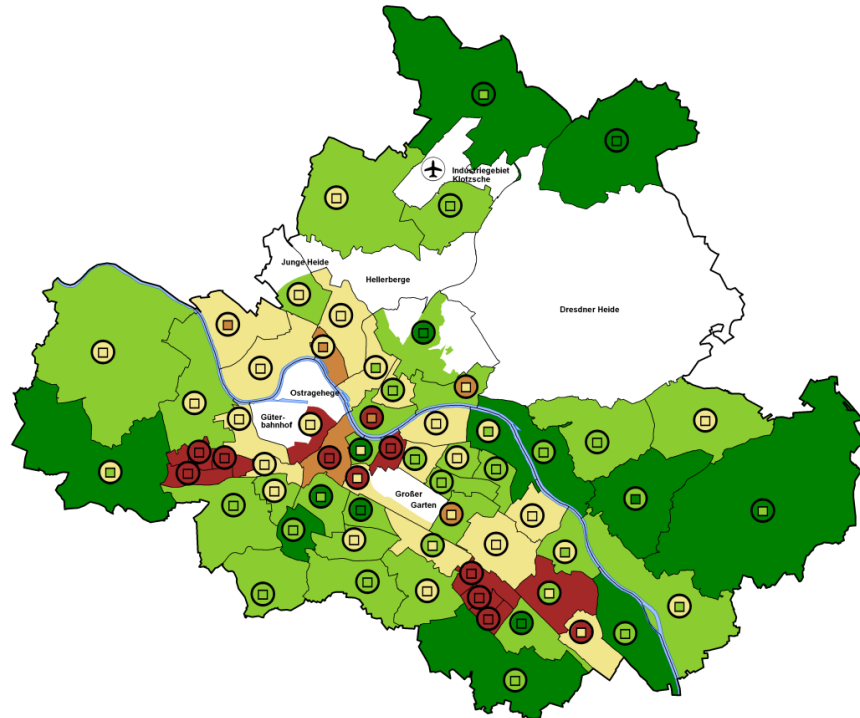 Industriegebiet
Klotzsche
Junge Heide
Hellerberge
Dresdner Heide
Ostragehege
Güter-
bahnhof
Großer
Garten